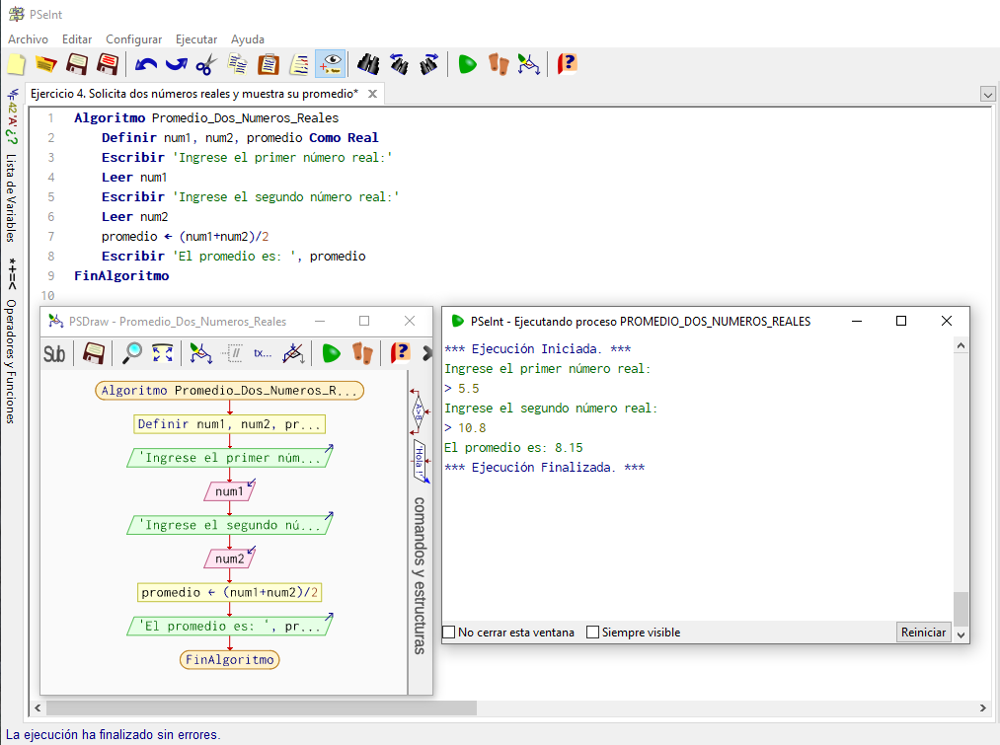 PSeInt
Archivo Editar Configurar Ejecutar Ayuda
Ejercicio 4. Solicita dos números reales y muestra su promedio* X
Lista de Variables
*+=<
Operadores y Funciones
1 Algoritmo Promedio_Dos_Numeros_Reales
2 Definir num1, num2, promedio Como Real
3 Escribir 'Ingrese el primer número real:'
4 Leer num1
5 Escribir 'Ingrese el segundo número real:'
6 Leer num2
7 promedio ← (num1+num2)/2
8 Escribir 'El promedio es: ', promedio
9 FinAlgoritmo
10
PSDraw - Promedio_Dos_Numeros_Reales
Sub
tx...
Algoritmo Promedio_Dos_Numeros_R...
Definir num1, num2, pr...
'Ingrese el primer núm...
num1
'Ingrese el segundo nú...
num2
promedio ← (num1+num2)/2
'El promedio es: ', pr...
FinAlgoritmo
A>B
'Hola !'
comandos y estructuras
PSeInt - Ejecutando proceso PROMEDIO_DOS_NUMEROS_REALES
*** Ejecución Iniciada. ***
Ingrese el primer número real:
> 5.5
Ingrese el segundo número real:
> 10.8
El promedio es: 8.15
*** Ejecución Finalizada. ***
No cerrar esta ventana Siempre visible Reiniciar
La ejecución ha finalizado sin errores.